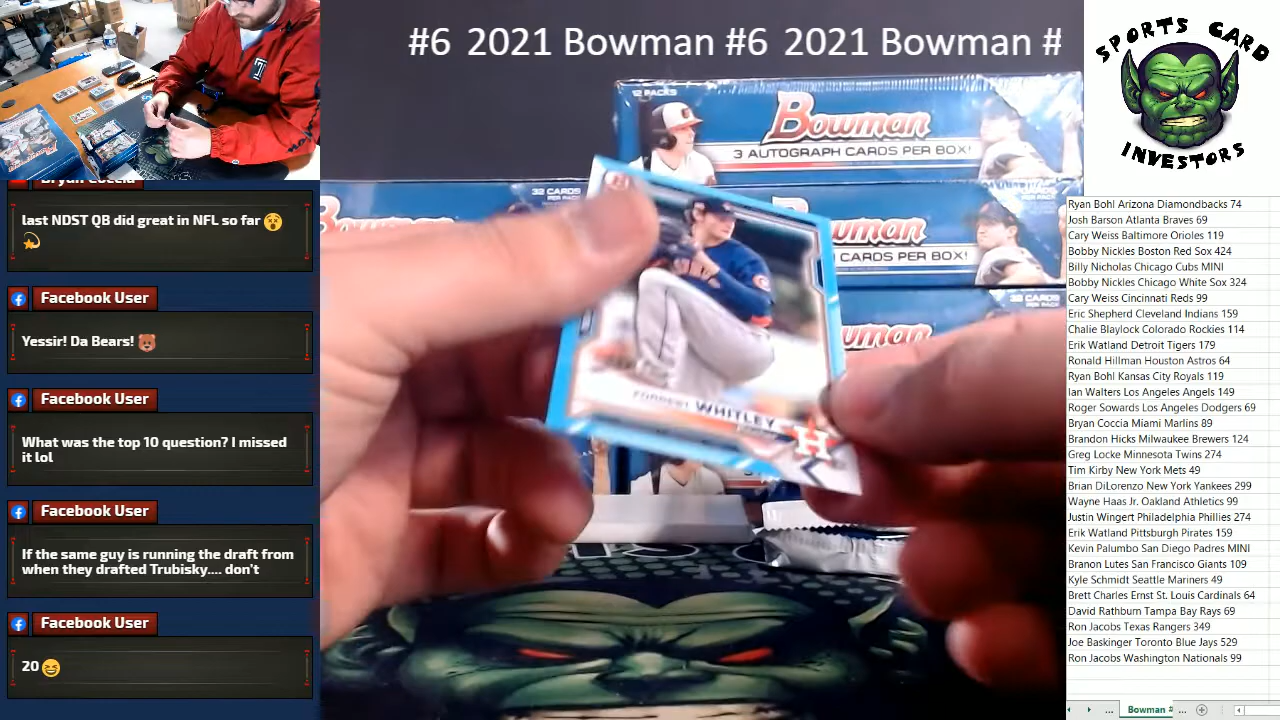 #6 2021 Bowman #6 2021 Bowman #
SPORTS CARD
INVESTORS
last NDST QB did great in NFL so far
Facebook User
Yessir! Da Bears!
Facebook User
What was the top 10 question? I missed
it lol
Facebook User
If the same guy is running the draft from
when they drafted Trubisky.... don't
Facebook User
20
12 PACKS
Bowman
3 AUTOGRAPH CARDS PER BOX!
32 CARDS
PER PACK
CARDS PER BOX!
WHITLEY
H
T
Ryan Bohl Arizona Diamondbacks 74
Josh Barson Atlanta Braves 69
Cary Weiss Baltimore Orioles 119
Bobby Nickles Boston Red Sox 424
Billy Nicholas Chicago Cubs MINI
Bobby Nickles Chicago White Sox 324
Cary Weiss Cincinnati Reds 99
Eric Shepherd Cleveland Indians 159
Chalie Blaylock Colorado Rockies 114
Erik Watland Detroit Tigers 179
Ronald Hillman Houston Astros 64
Ryan Bohl Kansas City Royals 119
Ian Walters Los Angeles Angels 149
Roger Sowards Los Angeles Dodgers 69
Bryan Coccia Miami Marlins 89
Brandon Hicks Milwaukee Brewers 124
Greg Locke Minnesota Twins 274
Tim Kirby New York Mets 49
Brian DiLorenzo New York Yankees 299
Wayne Haas Jr. Oakland Athletics 99
Justin Wingert Philadelphia Phillies 274
Erik Watland Pittsburgh Pirates 159
Kevin Palumbo San Diego Padres MINI
Branon Lutes San Francisco Giants 109
Kyle Schmidt Seattle Mariners 49
Brett Charles Ernst St. Louis Cardinals 64
David Rathburn Tampa Bay Rays 69
Ron Jacobs Texas Rangers 349
Joe Baskinger Toronto Blue Jays 529
Ron Jacobs Washington Nationals 99
... Bowman # ...